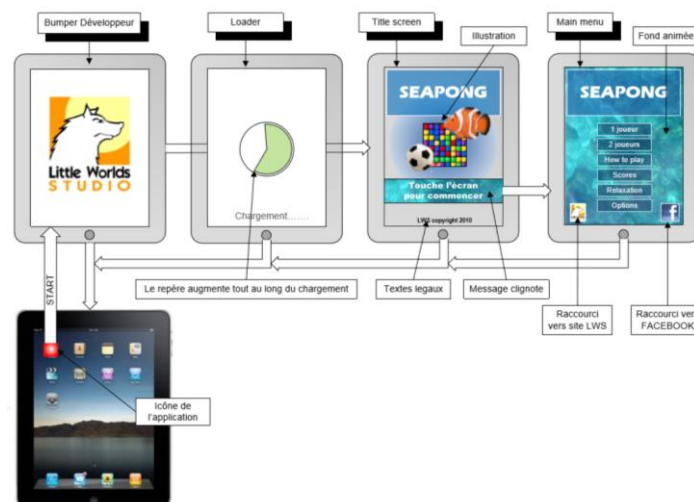 Bumper Développeur
Loader
Title screen
Illustration
Main menu
Fond animée
Little Worlds
STUDIO
Chargement.......
SEAPONG
Touche l'écran
pour commencer
LWS copyright 2010
SEAPONG
1 joueur
2 joueurs
How to play
Scores
Relaxation
Options
START
Le repère augmente tout au long du chargement
Textes legaux
Message clignote
Raccourci
vers site LWS
Raccourci vers
FACEBOOK
Icône de
l'application